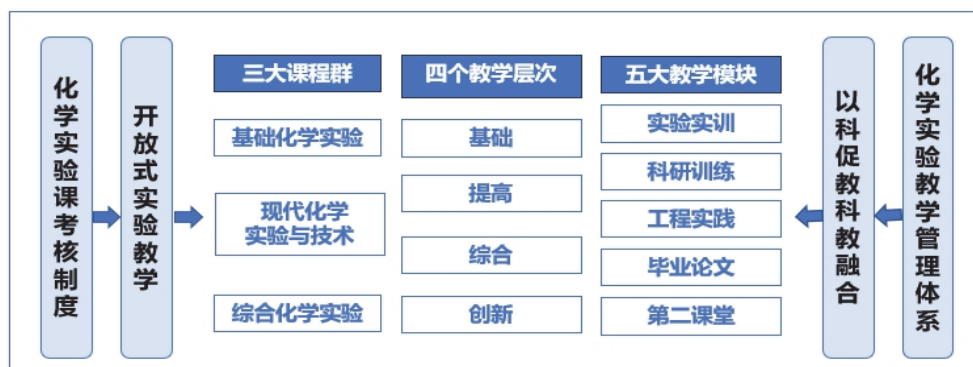 化学实验课考核制度
开放式实验教学
三大课程群
基础化学实验
现代化学
实验与技术
综合化学实验
四个教学层次
基础
提高
综合
创新
五大教学模块
实验实训
科研训练
工程实践
毕业论文
第二课堂
以科促教科教融合
化学实验教学管理体系